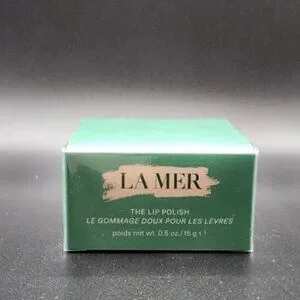 LA MER
THE LIP POLISH
LE GOMMAGE DOUX POUR LES LÈVRES
poids net wt. 0.5 oz./15 g ℮